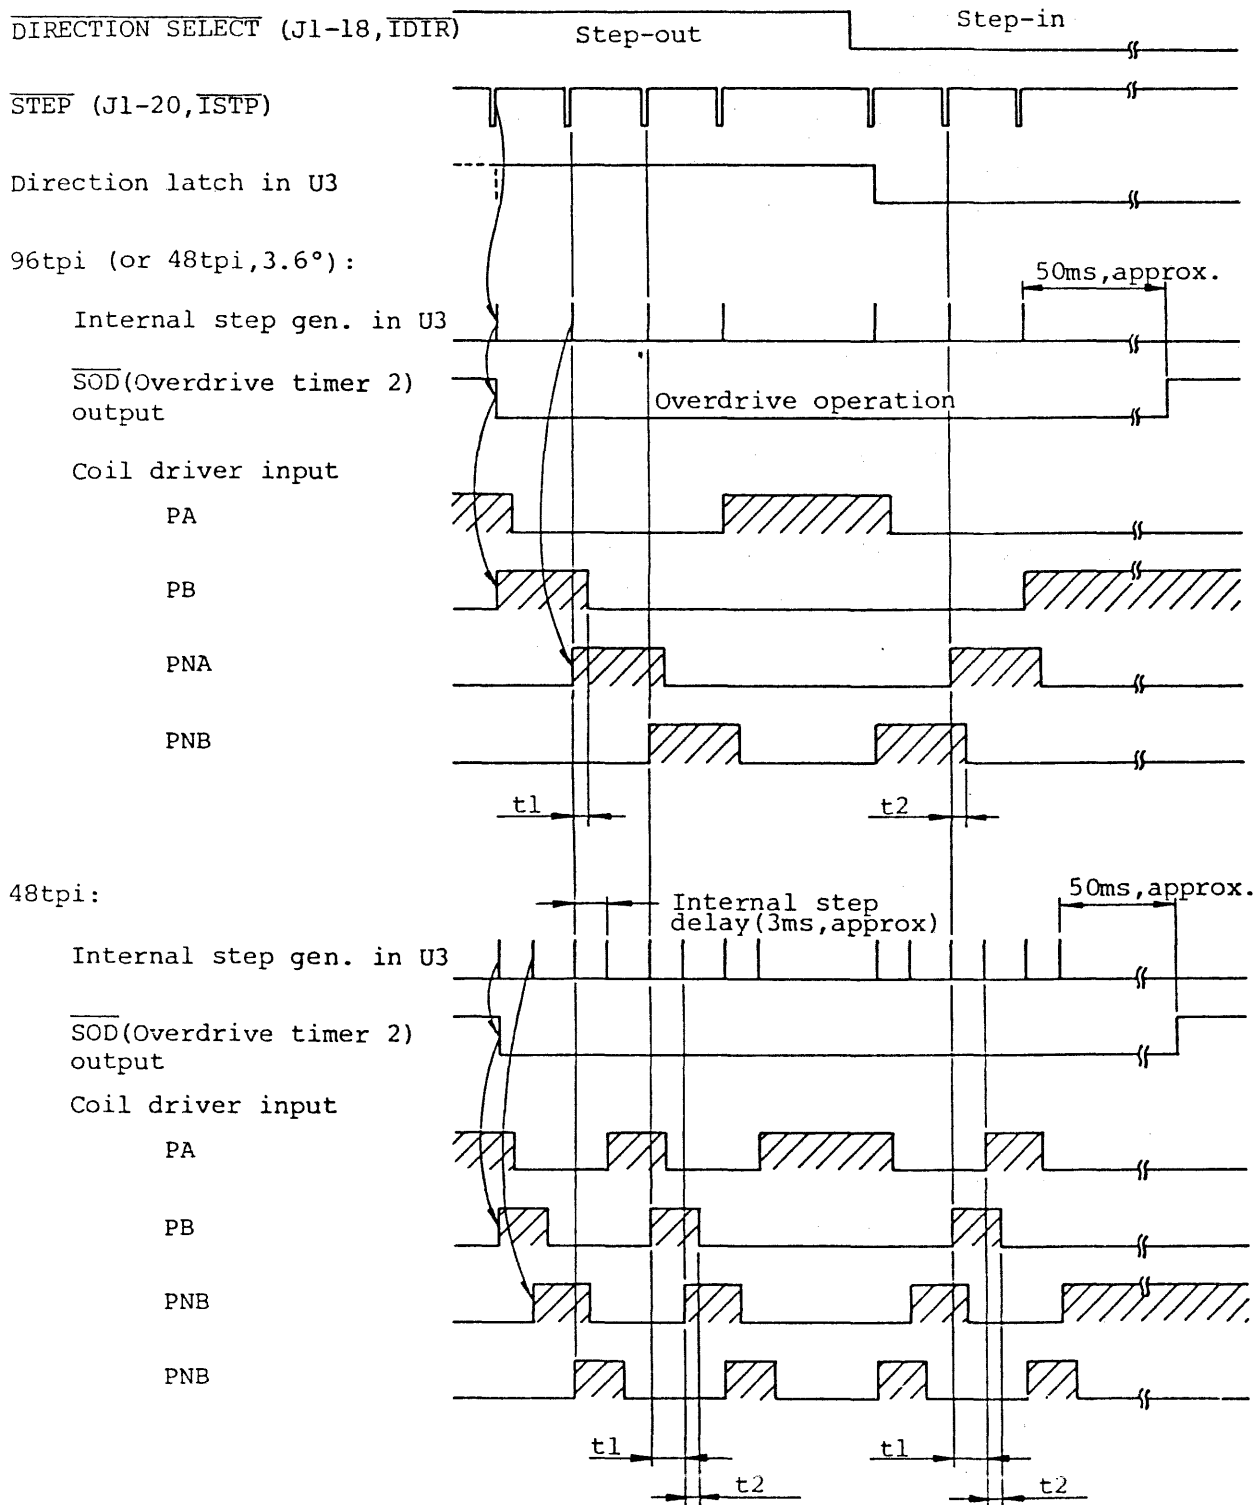 DIRECTION SELECT (J1-18,IDIR)
Step-out
Step-in
STEP (J1-20,ISTP)
Direction latch in U3
96tpi (or 48tpi,3.6°):
50ms,approx.
Internal step gen. in U3
SOD(Overdrive timer 2)
output
Overdrive operation
Coil driver input
PA
PB
PNA
PNB
t1
t2
48tpi:
50ms,approx.
Internal step
delay(3ms,approx)
Internal step gen. in U3
SOD(Overdrive timer 2)
output
Coil driver input
PA
PB
PNB
PNB
t1
t1
t2
t2